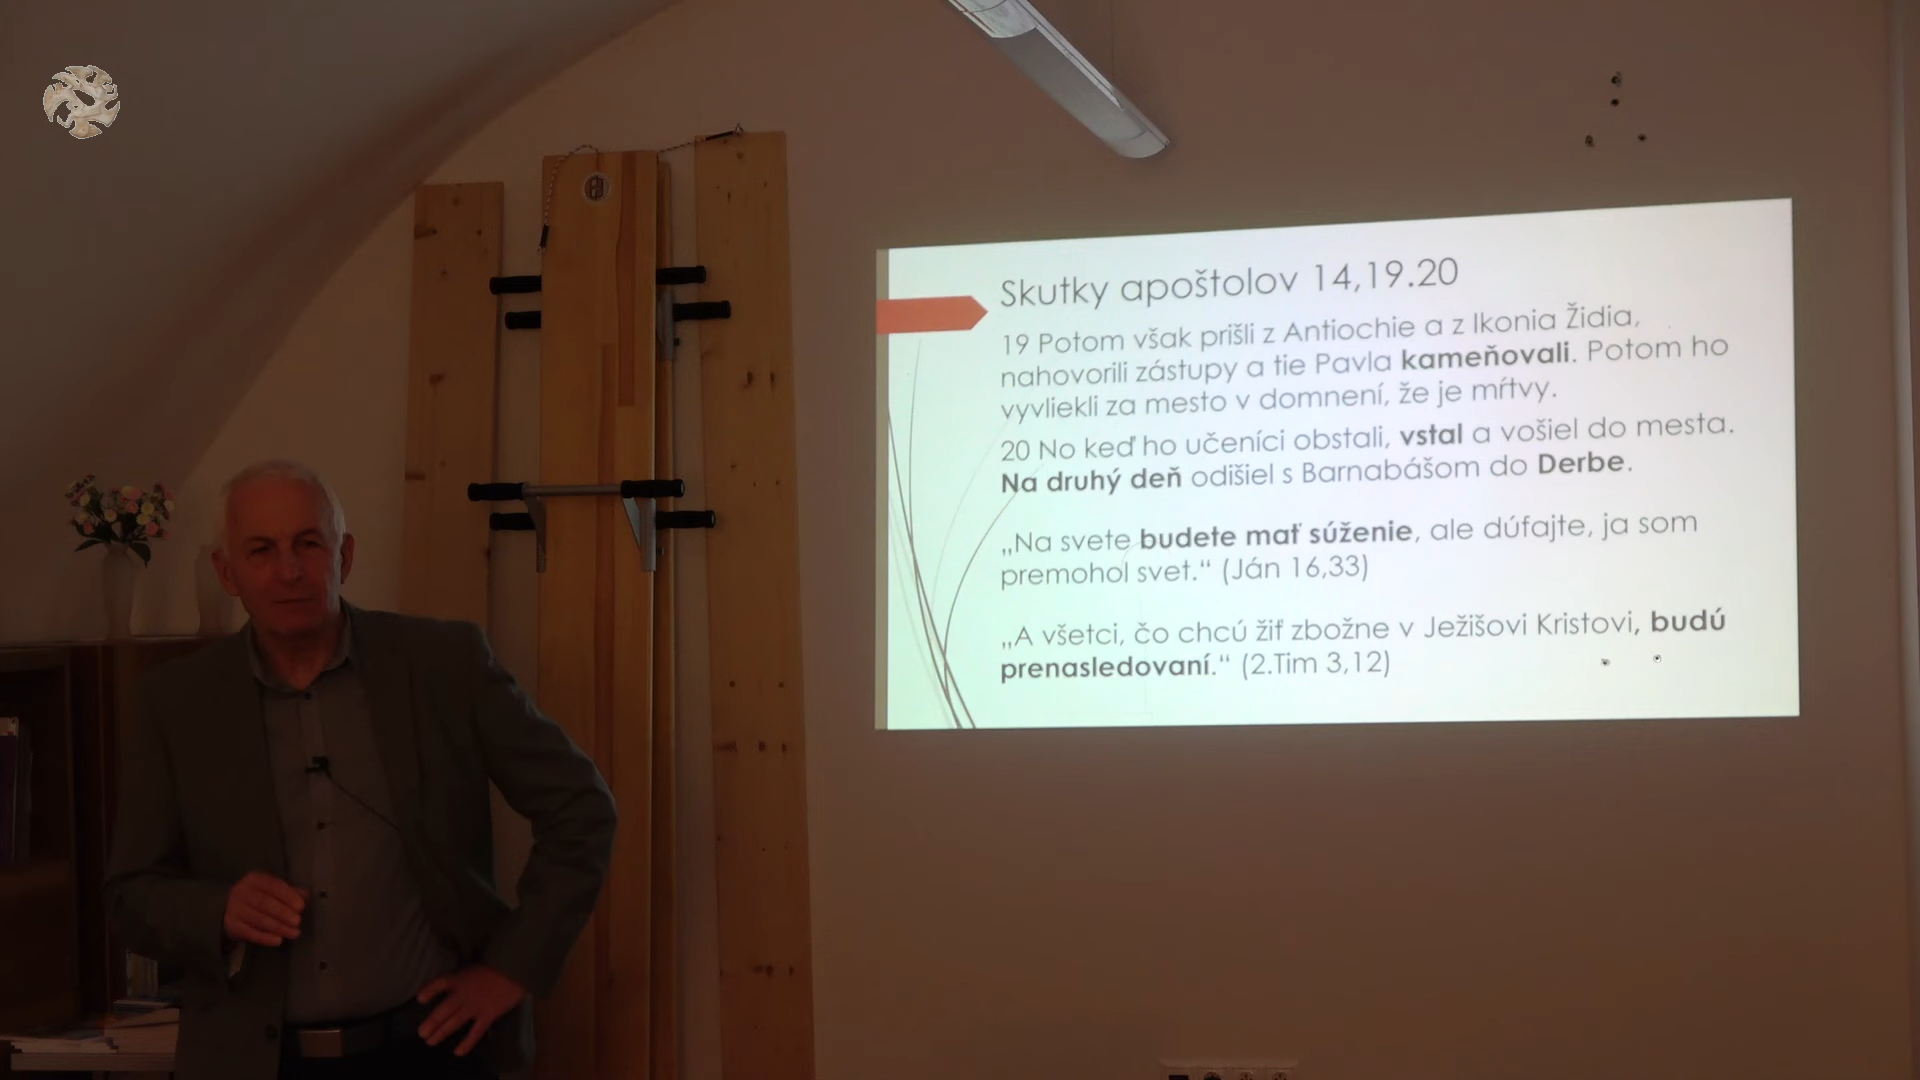 Skutky apoštolov 14,19.20
19 Potom však prišli z Antiochie a z Ikonia Židia,
nahovorili zástupy a tie Pavla kameňovali. Potom ho
vyvliekli za mesto v domnení, že je mŕtvy.
20 No keď ho učeníci obstali, vstal a vošiel do mesta.
Na druhý deň odišiel s Barnabášom do Derbe.
„Na svete budete mať súženie, ale dúfajte, ja som
premohol svet.“ (Ján 16,33)
„A všetci, čo chcú žiť zbožne v Ježišovi Kristovi, budú
prenasledovaní.“ (2.Tim 3,12)